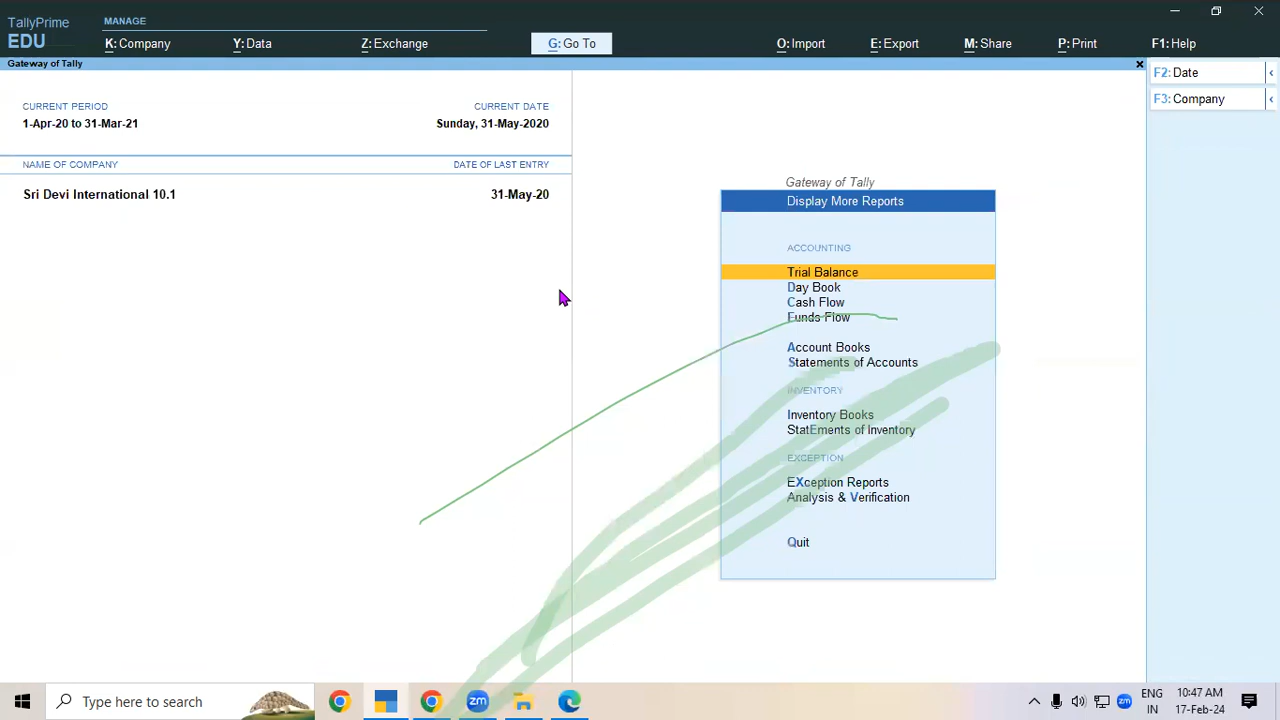 TallyPrime
EDU
MANAGE
K: Company
Y: Data
Z: Exchange
G: Go To
O: Import
E: Export
M: Share
P: Print
F1: Help
Gateway of Tally
F2: Date
F3: Company
CURRENT PERIOD
CURRENT DATE
1-Apr-20 to 31-Mar-21
Sunday, 31-May-2020
NAME OF COMPANY
DATE OF LAST ENTRY
Sri Devi International 10.1
31-May-20
Gateway of Tally
Display More Reports
ACCOUNTING
Trial Balance
Day Book
Cash Flow
Funds Flow
Account Books
Statements of Accounts
INVENTORY
Inventory Books
StatEments of Inventory
EXCEPTION
EXception Reports
Analysis & Verification
Quit
Type here to search
zm
zm
ENG
IN
10:47 AM
17-Feb-24